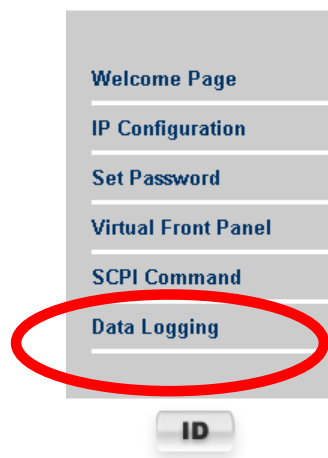 Welcome Page
IP Configuration
Set Password
Virtual Front Panel
SCPI Command
Data Logging
ID